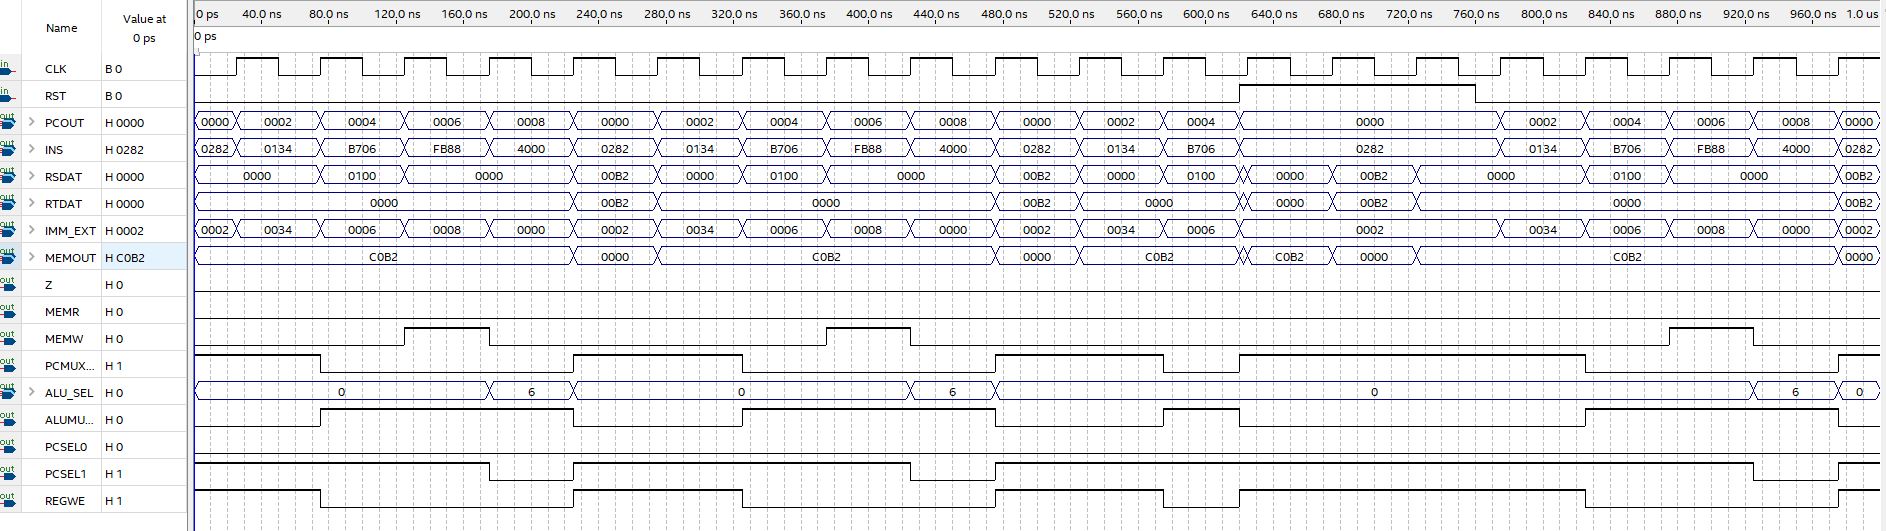 Name Value at 0 ps
0 ps 40.0 ns 80.0 ns 120.0 ns 160.0 ns 200.0 ns 240.0 ns 280.0 ns 320.0 ns 360.0 ns 400.0 ns 440.0 ns 480.0 ns 520.0 ns 560.0 ns 600.0 ns 640.0 ns 680.0 ns 720.0 ns 760.0 ns 800.0 ns 840.0 ns 880.0 ns 920.0 ns 960.0 ns 1.0 us
0 ps
in CLK B 0
in RST B 0
out PCOUT H 0000 0000 0002 0004 0006 0008 0000 0002 0004 0006 0008 0000 0002 0004 0000 0002 0004 0006 0008 0000
out INS H 0282 0282 0134 B706 FB88 4000 0282 0134 B706 FB88 4000 0282 0134 B706 0282 0134 B706 FB88 4000 0282
out RSDAT H 0000 0000 0100 0000 00B2 0000 0100 0000 00B2 0000 0100 0000 00B2 0000 0100 0000 00B2
out RTDAT H 0000 0000 00B2 0000 00B2 0000 0000 00B2 0000 00B2
out IMM_EXT H 0002 0002 0034 0006 0008 0000 0002 0034 0006 0008 0000 0002 0034 0006 0002 0034 0006 0008 0000 0002
out MEMOUT H C0B2 C0B2 0000 C0B2 0000 C0B2 C0B2 0000 C0B2 0000
out Z H 0
out MEMR H 0
out MEMW H 0
out PCMUX... H 1
out ALU_SEL H 0 0 6 0 6 0 6 0
out ALUMU... H 0
out PCSEL0 H 0
out PCSEL1 H 1
out REGWE H 1